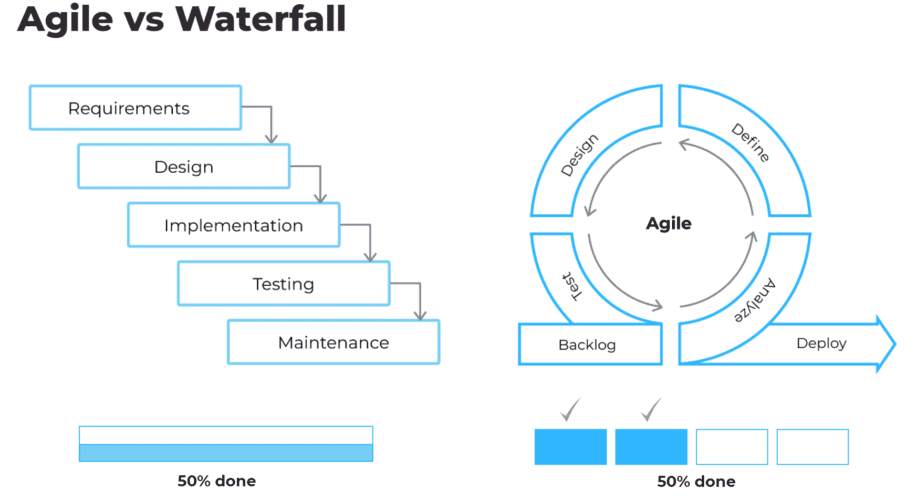 Agile vs Waterfall
Requirements
Design
Implementation
Testing
Maintenance
50% done
Design
Define
Agile
Test
Analyze
Backlog
Deploy
50% done